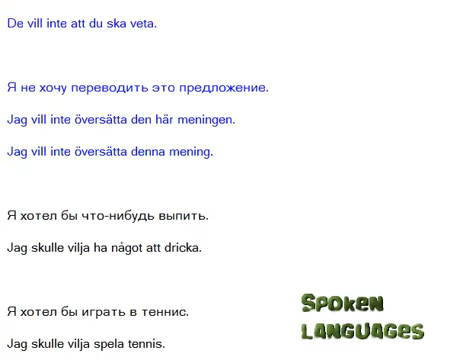 De vill inte att du ska veta.
Я не хочу переводить это предложение.
Jag vill inte översätta den här meningen.
Jag vill inte översätta denna mening.
Я хотел бы что-нибудь выпить.
Jag skulle vilja ha något att dricka.
Я хотел бы играть в теннис.
Jag skulle vilja spela tennis.
Spoken
Languages